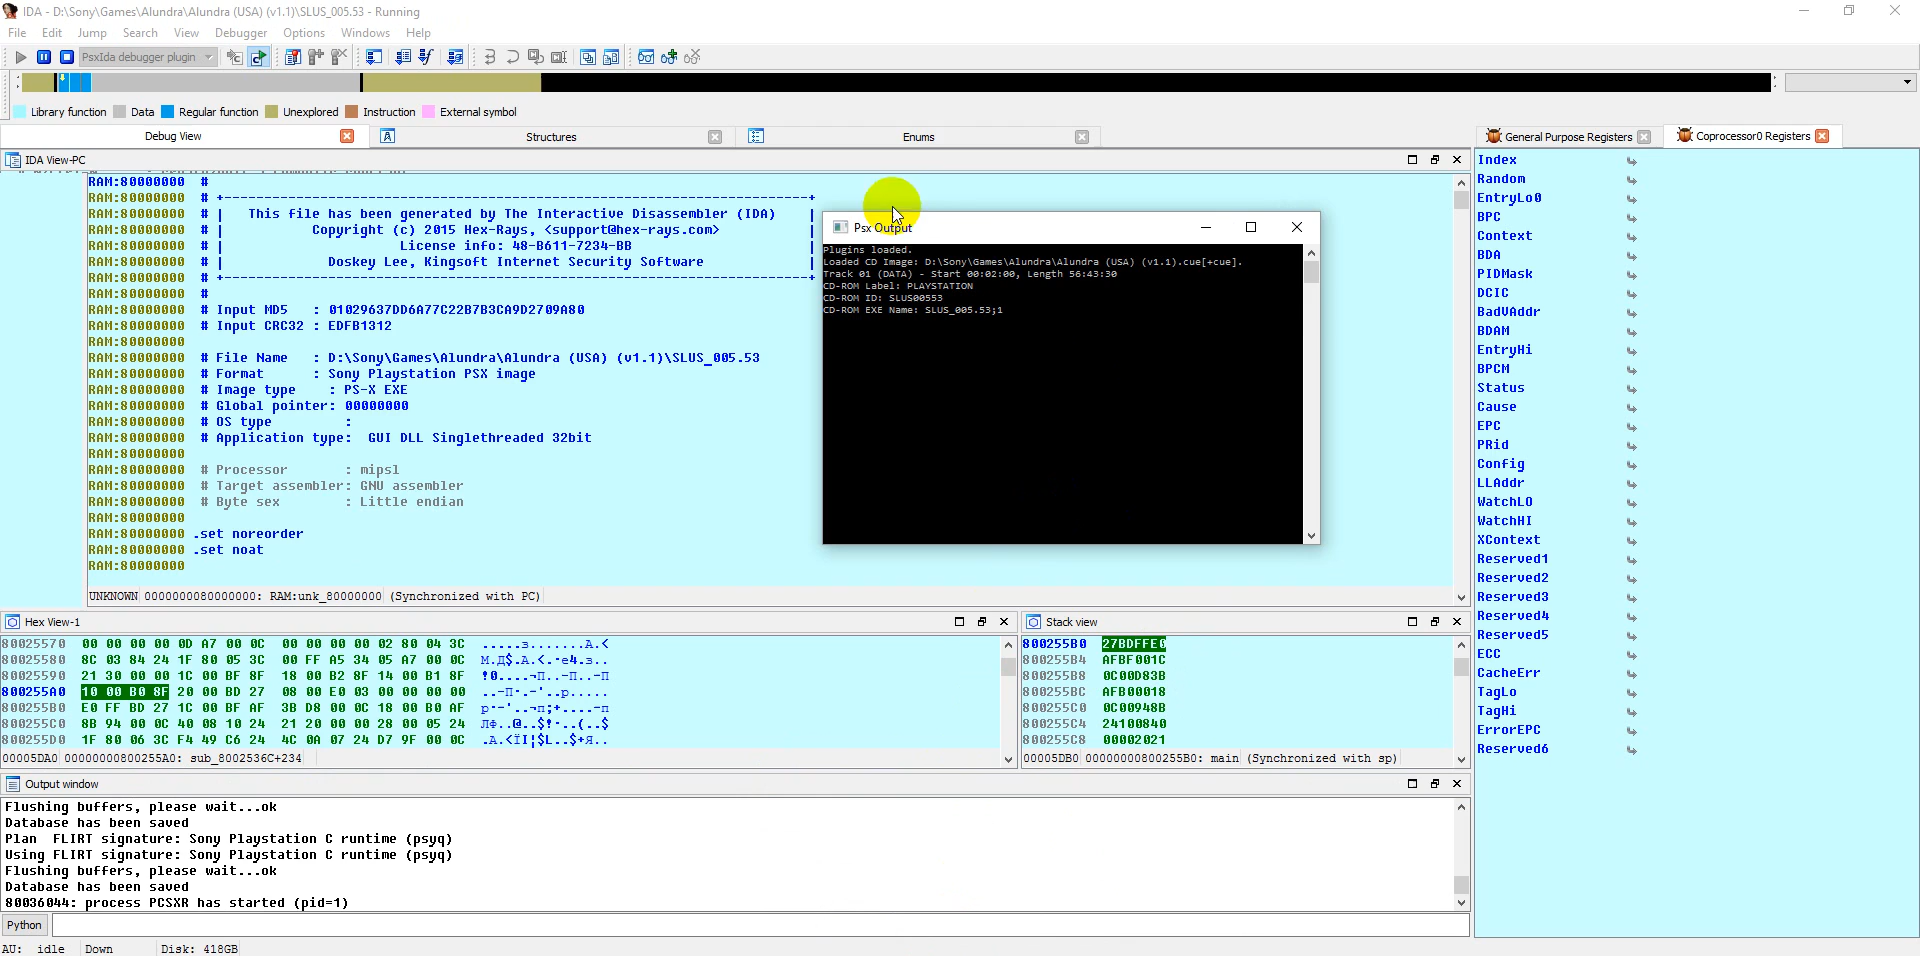 IDA - D:\Sony\Games\Alundra\Alundra (USA) (v1.1)\SLUS_005.53 - Running
File Edit Jump Search View Debugger Options Windows Help
PsxIda debugger plugin
Library function Data Regular function Unexplored Instruction External symbol
Debug View Structures Enums General Purpose Registers Coprocessor0 Registers
IDA View-PC
RAM:80000000 #
RAM:80000000 # +-------------------------------------------------------------------------+
RAM:80000000 # | This file has been generated by The Interactive Disassembler (IDA) |
RAM:80000000 # | Copyright (c) 2015 Hex-Rays, <support@hex-rays.com> |
RAM:80000000 # | License info: 48-B611-7234-BB |
RAM:80000000 # | Doskey Lee, Kingsoft Internet Security Software |
RAM:80000000 # +-------------------------------------------------------------------------+
RAM:80000000 #
RAM:80000000 # Input MD5 : 01029637DD6A77C22B7B3CA9D2709A80
RAM:80000000 # Input CRC32 : EDFB1312
RAM:80000000
RAM:80000000 # File Name : D:\Sony\Games\Alundra\Alundra (USA) (v1.1)\SLUS_005.53
RAM:80000000 # Format : Sony Playstation PSX image
RAM:80000000 # Image type : PS-X EXE
RAM:80000000 # Global pointer: 00000000
RAM:80000000 # OS type :
RAM:80000000 # Application type: GUI DLL Singlethreaded 32bit
RAM:80000000
RAM:80000000 # Processor : mipsl
RAM:80000000 # Target assembler: GNU assembler
RAM:80000000 # Byte sex : Little endian
RAM:80000000
RAM:80000000 .set noreorder
RAM:80000000 .set noat
RAM:80000000
UNKNOWN 0000000080000000: RAM:unk_80000000 (Synchronized with PC)
Psx Output
Plugins loaded.
Loaded CD Image: D:\Sony\Games\Alundra\Alundra (USA) (v1.1).cue[+cue].
Track 01 (DATA) - Start 00:02:00, Length 56:43:30
CD-ROM Label: PLAYSTATION
CD-ROM ID: SLUS00553
CD-ROM EXE Name: SLUS_005.53;1
Index
Random
EntryLo0
BPC
Context
BDA
PIDMask
DCIC
BadVAddr
BDAM
EntryHi
BPCM
Status
Cause
EPC
PRid
Config
LLAddr
WatchLO
WatchHI
XContext
Reserved1
Reserved2
Reserved3
Reserved4
Reserved5
ECC
CacheErr
TagLo
TagHi
ErrorEPC
Reserved6
Hex View-1
80025570 00 00 00 00 0D A7 00 0C 00 00 00 00 02 80 04 3C .....з.......А.<
80025580 8C 03 84 24 1F 80 05 3C 00 FF A5 34 05 A7 00 0C
80025590 21 30 00 00 1C 00 BF 8F 18 00 B2 8F 14 00 B1 8F
800255A0 10 00 B0 8F 20 00 BD 27 08 00 E0 03 00 00 00 00
800255B0 E0 FF BD 27 1C 00 BF AF 3B D8 00 0C 18 00 B0 AF
800255C0 8B 94 00 0C 40 08 10 24 21 20 00 00 28 00 05 24
800255D0 1F 80 06 3C F4 49 C6 24 4C 0A 07 24 D7 9F 00 0C
00005DA0 00000000800255A0: sub_8002536C+234
Stack view
800255B0 27BDFFE0
800255B4 AFBF001C
800255B8 0C00D83B
800255BC AFB00018
800255C0 0C00948B
800255C4 24100840
800255C8 00002021
00005DB0 00000000800255B0: main (Synchronized with sp)
Output window
Flushing buffers, please wait...ok
Database has been saved
Plan FLIRT signature: Sony Playstation C runtime (psyq)
Using FLIRT signature: Sony Playstation C runtime (psyq)
Flushing buffers, please wait...ok
Database has been saved
80036044: process PCSXR has started (pid=1)
Python
AU: idle Down Disk: 418GB